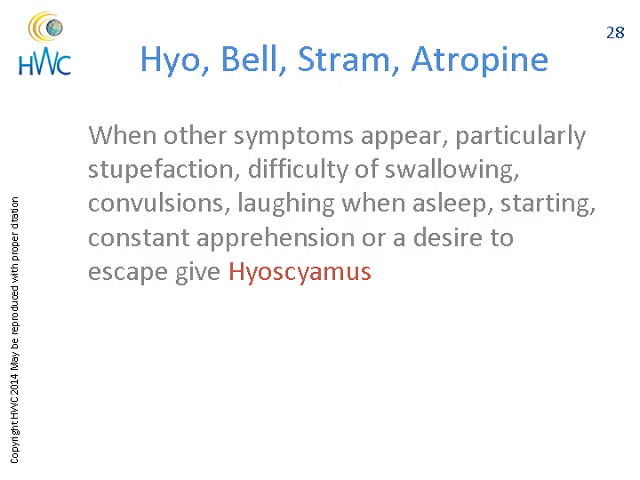 28
HWC
Hyo, Bell, Stram, Atropine
When other symptoms appear, particularly
stupefaction, difficulty of swallowing,
convulsions, laughing when asleep, starting,
constant apprehension or a desire to
escape give Hyoscyamus
Copyright HWC 2014 May be reproduced with proper citation